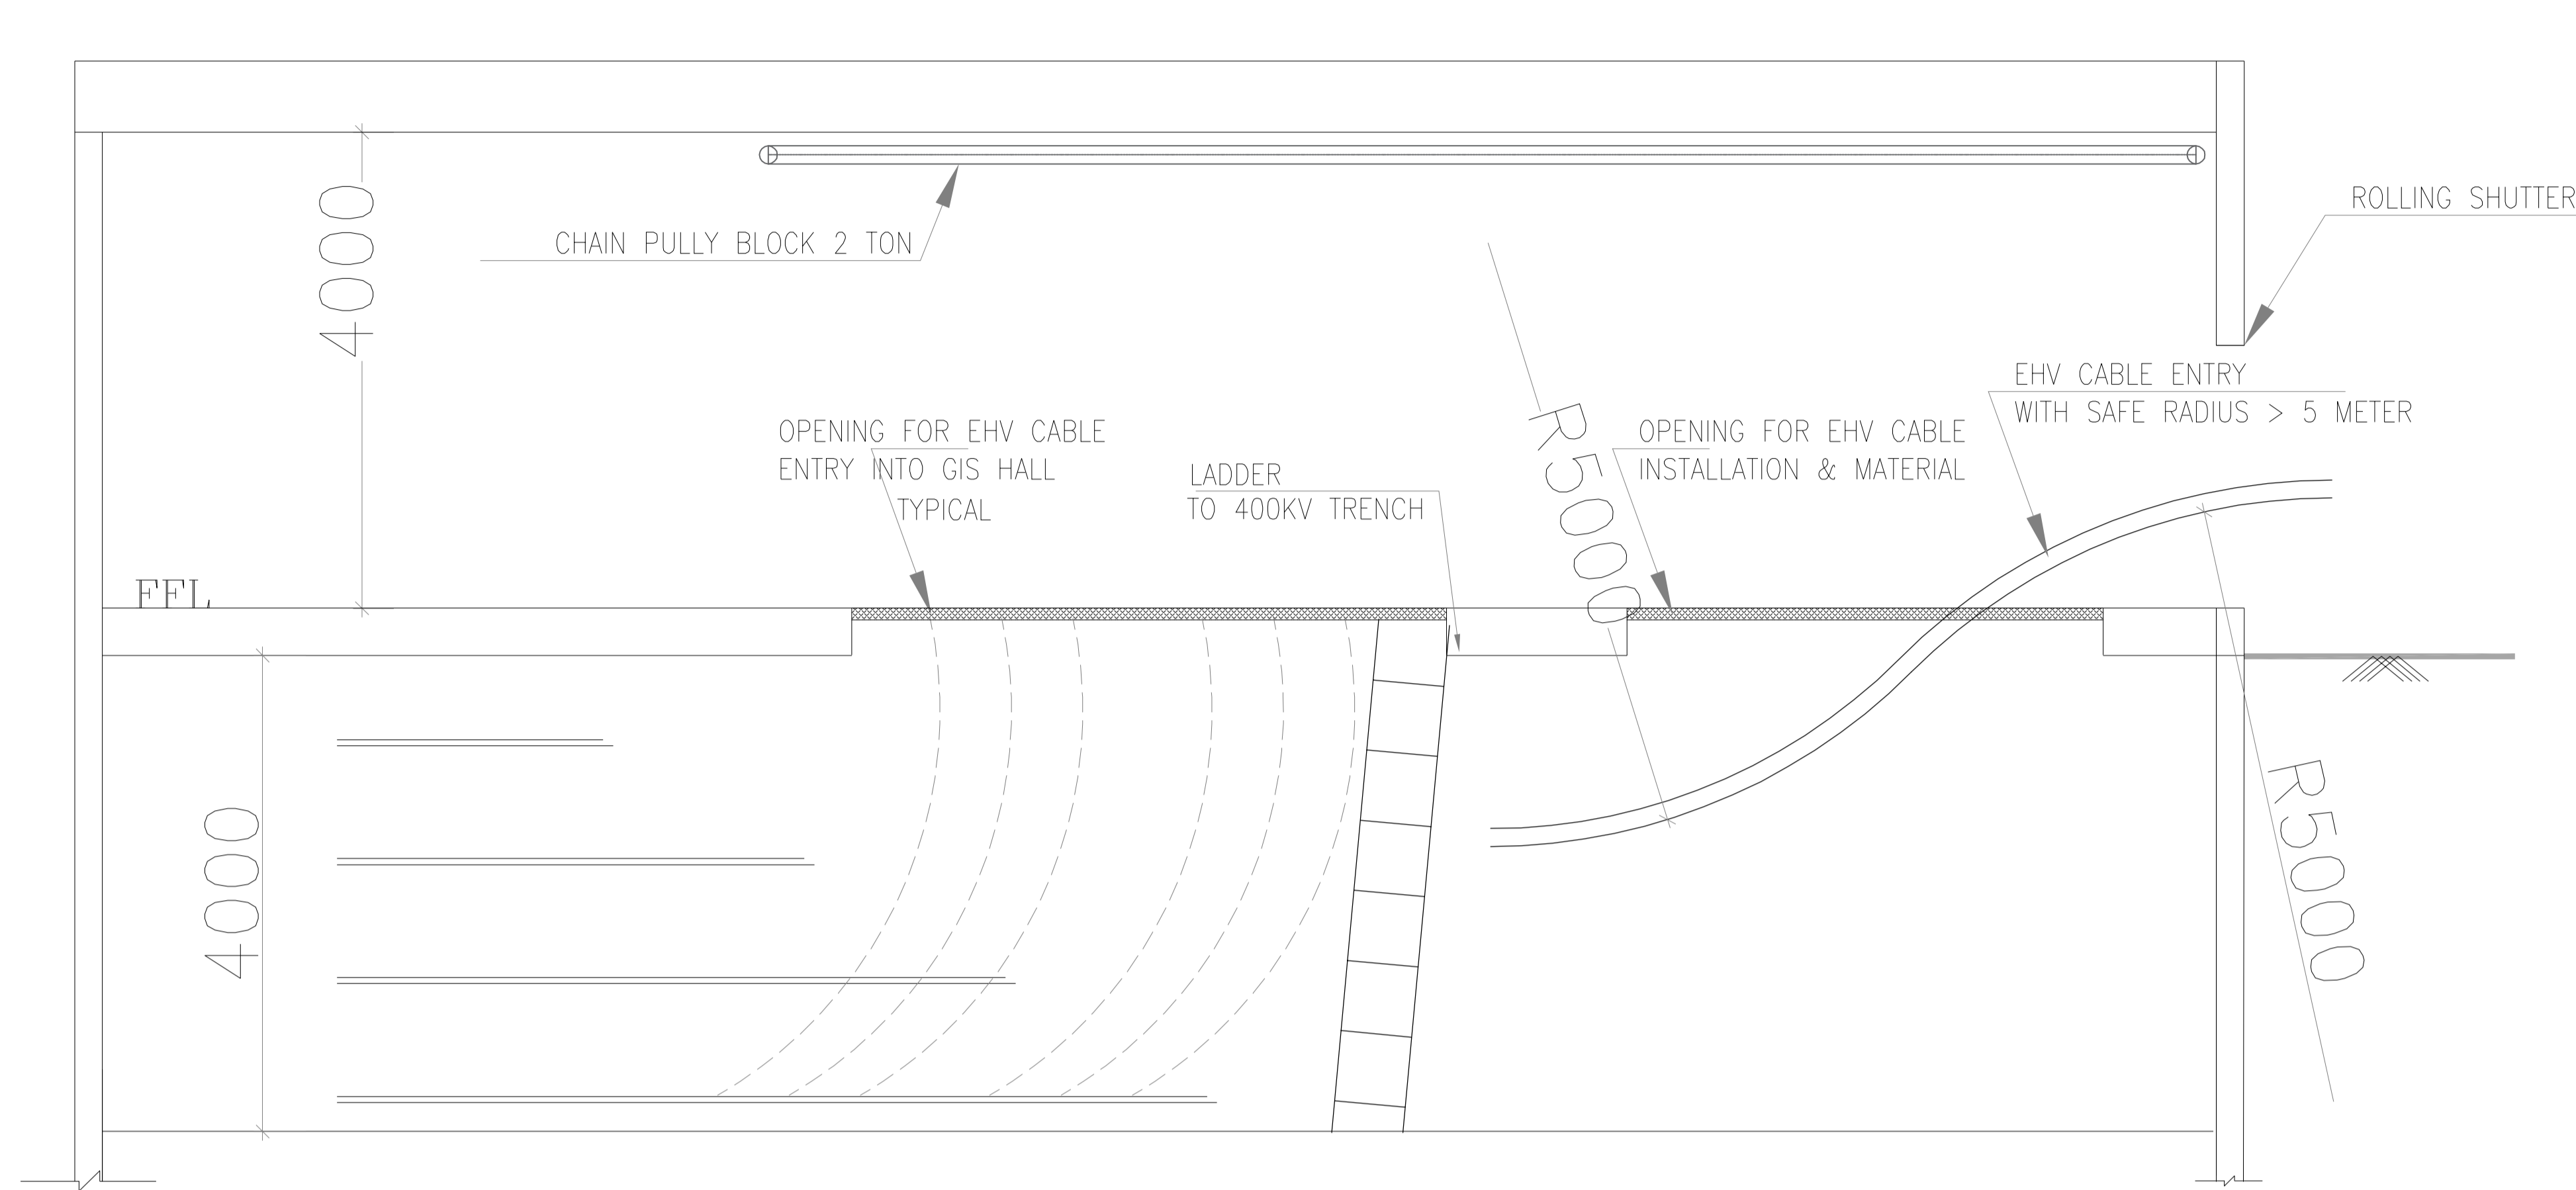 ROLLING SHUTTER
4000
CHAIN PULLY BLOCK 2 TON
EHV CABLE ENTRY
WITH SAFE RADIUS > 5 METER
R5000
OPENING FOR EHV CABLE
ENTRY INTO GIS HALL
TYPICAL
LADDER
TO 400KV TRENCH
OPENING FOR EHV CABLE
INSTALLATION & MATERIAL
FFL
4000
R5000